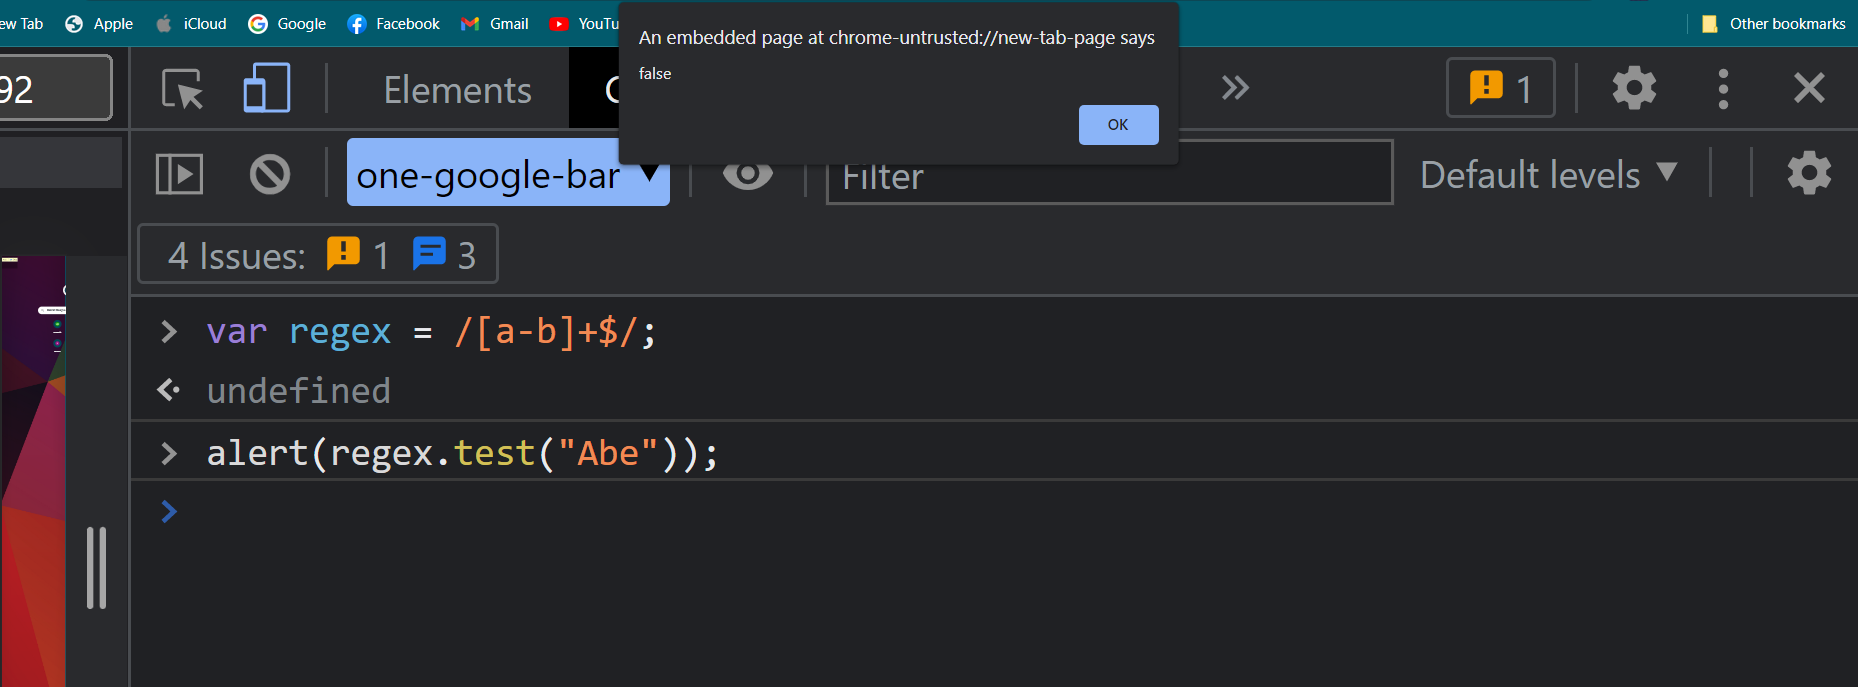 ew Tab Apple iCloud Google Facebook Gmail YouTu Other bookmarks
An embedded page at chrome-untrusted://new-tab-page says
false
OK
92 Elements 1
one-google-bar ▼ Filter Default levels ▼
4 Issues: 1 3
> var regex = /[a-b]+$/;
undefined
> alert(regex.test("Abe"));
>